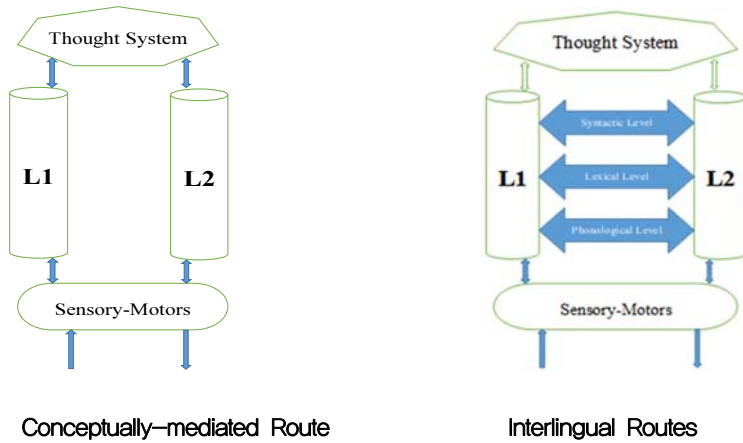 Thought System
L1
L2
Sensory-Motors
Conceptually-mediated Route
Thought System
Syntactic Level
L1
Lexical Level
L2
Phonological Level
Sensory-Motors
Interlingual Routes